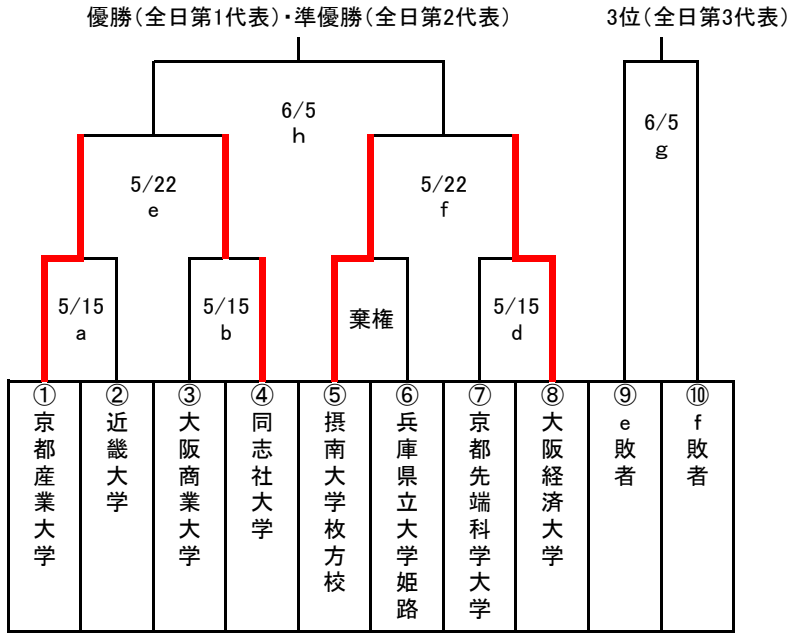 優勝(全日第1代表)・準優勝(全日第2代表)
3位(全日第3代表)
6/5
h
6/5
g
5/22
e
5/22
f
5/15
a
5/15
b
棄権
5/15
d
①京都産業大学
②近畿大学
③大阪商業大学
④同志社大学
⑤摂南大学枚方校
⑥兵庫県立大学姫路
⑦京都先端科学大学
⑧大阪経済大学
⑨e敗者
⑩f敗者